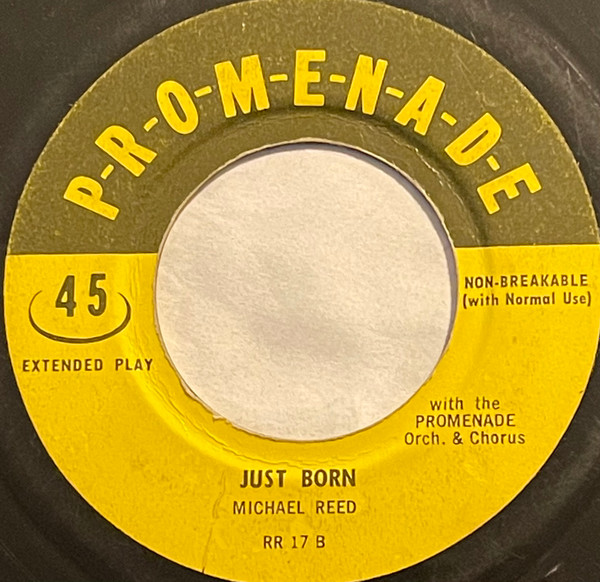 P-R-O-M-E-N-A-D-E
45
EXTENDED PLAY
NON-BREAKABLE
(with Normal Use)
with the
PROMENADE
Orch. & Chorus
JUST BORN
MICHAEL REED
RR 17 B